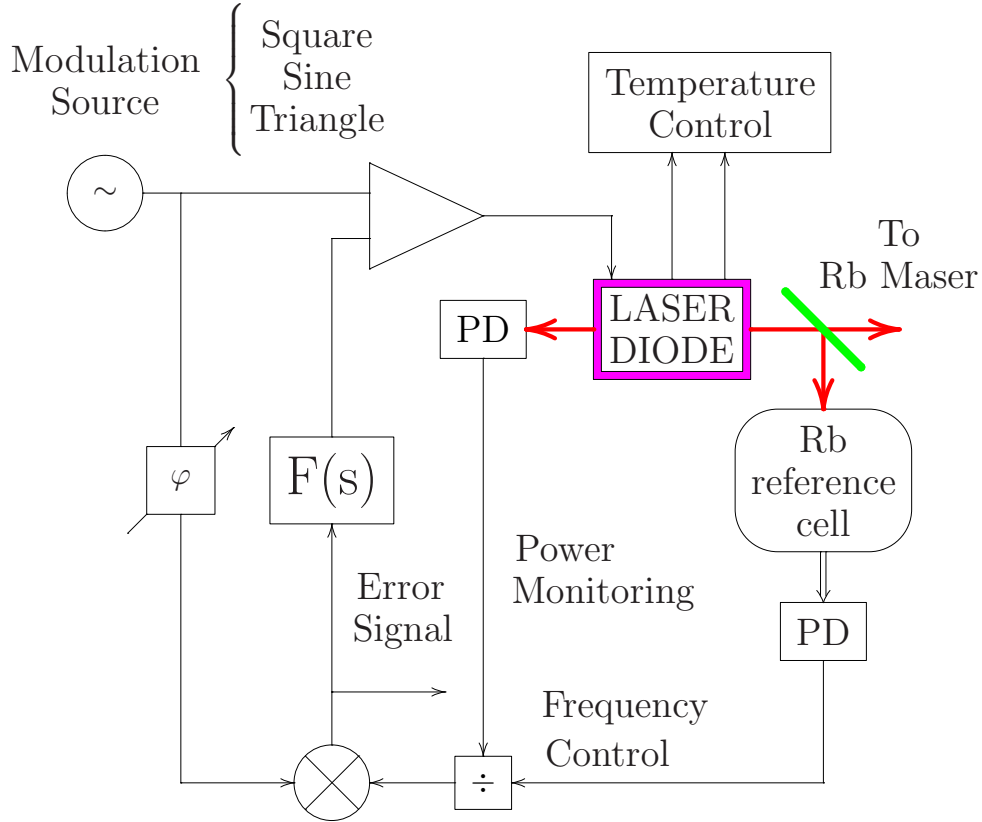 Modulation
Source
Square
Sine
Triangle
~
Temperature
Control
To
Rb Maser
PD
LASER
DIODE
φ
F(s)
Rb
reference
cell
Power
Monitoring
Error
Signal
PD
Frequency
Control
÷